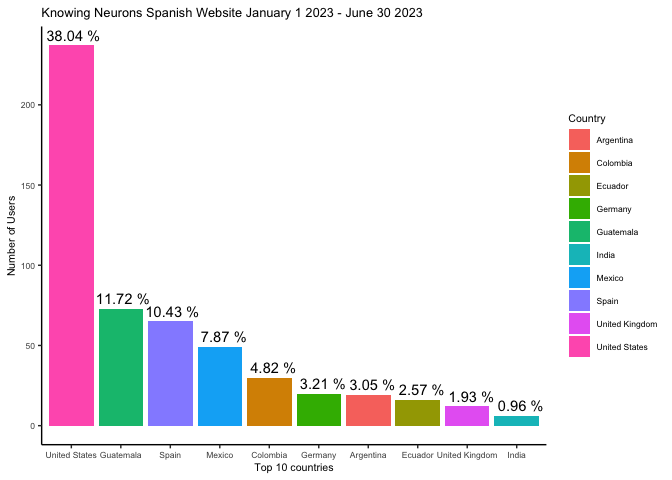 Knowing Neurons Spanish Website January 1 2023 - June 30 2023
38.04 %
11.72 %
10.43 %
7.87 %
4.82 %
3.21 %
3.05 %
2.57 %
1.93 %
0.96 %
200
150
100
50
0
Number of Users
United States
Guatemala
Spain
Mexico
Colombia
Germany
Argentina
Ecuador
United Kingdom
India
Top 10 countries
Country
Argentina
Colombia
Ecuador
Germany
Guatemala
India
Mexico
Spain
United Kingdom
United States